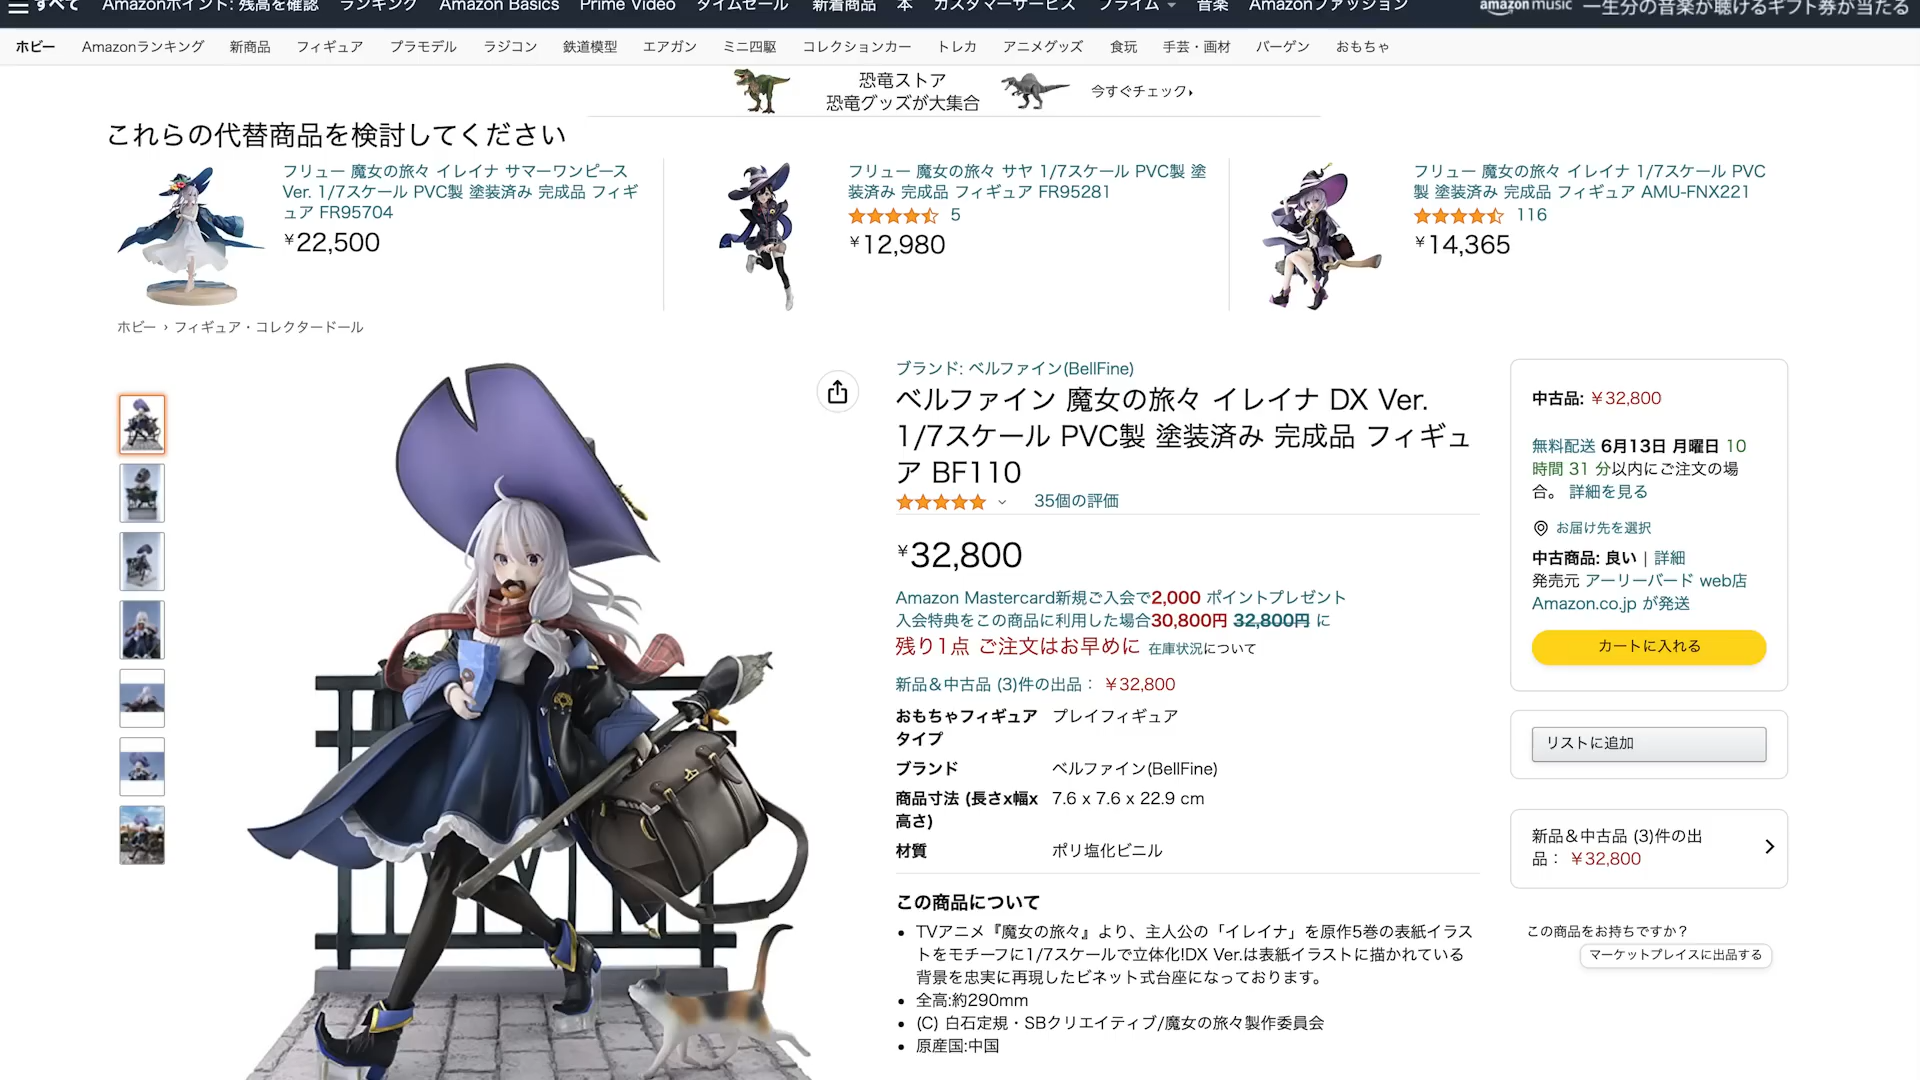 すべて Amazonポイント: 残高を確認 ランキング Amazon Basics Prime Video タイムセール 新着商品 本 カスタマーサービス プライム 音楽 Amazonファッション amazon music 一生分の音楽が聴けるギフト券が当たる
ホビー Amazonランキング 新商品 フィギュア プラモデル ラジコン 鉄道模型 エアガン ミニ四駆 コレクションカー トレカ アニメグッズ 食玩 手芸・画材 バーゲン おもちゃ
恐竜ストア
恐竜グッズが大集合
今すぐチェック
これらの代替商品を検討してください
フリュー 魔女の旅々 イレイナ サマーワンピース
Ver. 1/7スケール PVC製 塗装済み 完成品 フィギ
ュア FR95704
¥22,500
フリュー 魔女の旅々 サヤ 1/7スケール PVC製 塗
装済み 完成品 フィギュア FR95281
5
¥12,980
フリュー 魔女の旅々 イレイナ 1/7スケール PVC
製 塗装済み 完成品 フィギュア AMU-FNX221
116
¥14,365
ホビー › フィギュア・コレクタードール
ブランド: ベルファイン(BellFine)
ベルファイン 魔女の旅々 イレイナ DX Ver.
1/7スケール PVC製 塗装済み 完成品 フィギュ
ア BF110
35個の評価
¥32,800
Amazon Mastercard新規ご入会で2,000 ポイントプレゼント
入会特典をこの商品に利用した場合30,800円 32,800円 に
残り1点 ご注文はお早めに 在庫状況について
新品&中古品 (3)件の出品： ¥32,800
おもちゃフィギュア プレイフィギュア
タイプ
ブランド ベルファイン(BellFine)
商品寸法 (長さx幅x 7.6 x 7.6 x 22.9 cm
高さ)
材質 ポリ塩化ビニル
この商品について
• TVアニメ『魔女の旅々』より、主人公の「イレイナ」を原作5巻の表紙イラス
トをモチーフに1/7スケールで立体化!DX Ver.は表紙イラストに描かれている
背景を忠実に再現したビネット式台座になっております。
• 全高:約290mm
• (C) 白石定規・SBクリエイティブ/魔女の旅々製作委員会
• 原産国:中国
中古品: ¥32,800
無料配送 6月13日 月曜日 10
時間 31 分以内にご注文の場
合。 詳細を見る
お届け先を選択
中古商品: 良い | 詳細
発売元 アーリーバード web店
Amazon.co.jp が発送
カートに入れる
リストに追加
新品&中古品 (3)件の出
品： ¥32,800
この商品をお持ちですか？
マーケットプレイスに出品する